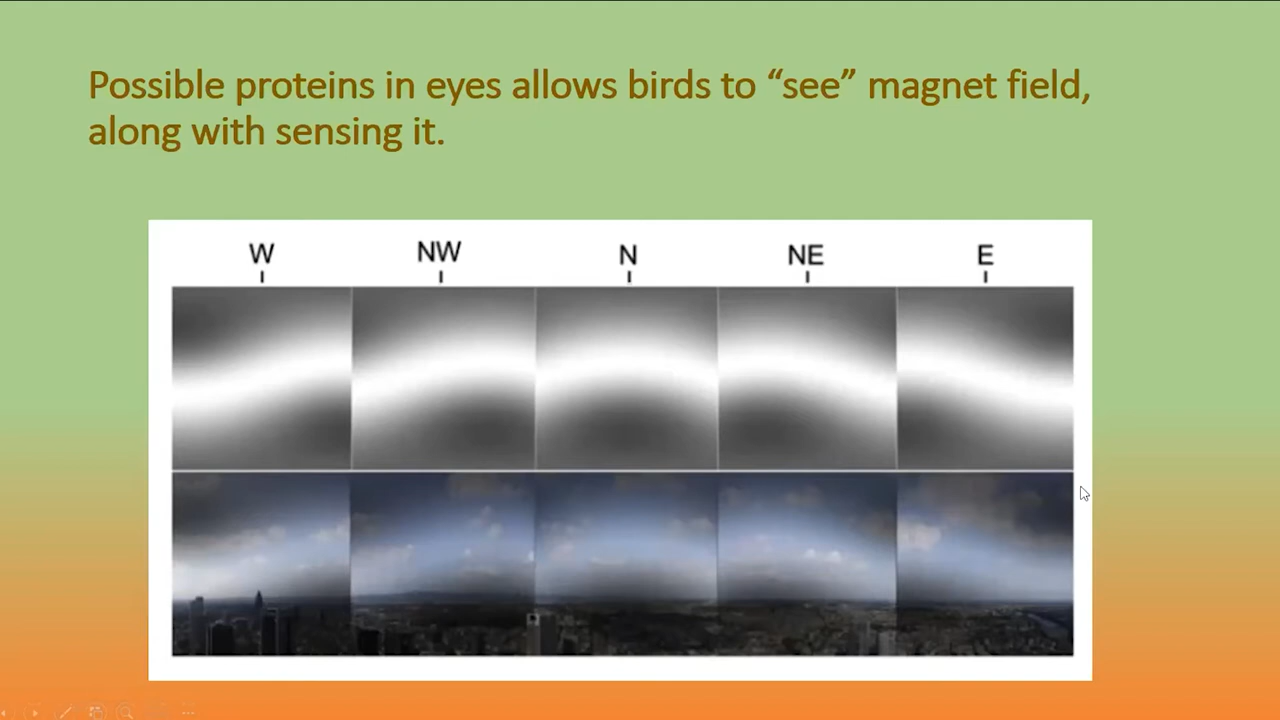 Possible proteins in eyes allows birds to “see” magnet field,
along with sensing it.
W NW N NE E